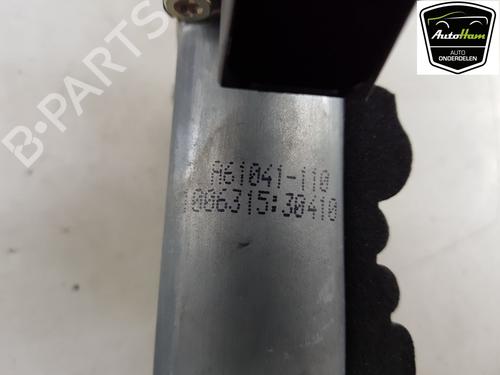 AutoHam
AUTO
ONDERDELEN
B-PARTS
A61041-110
1006315:30410